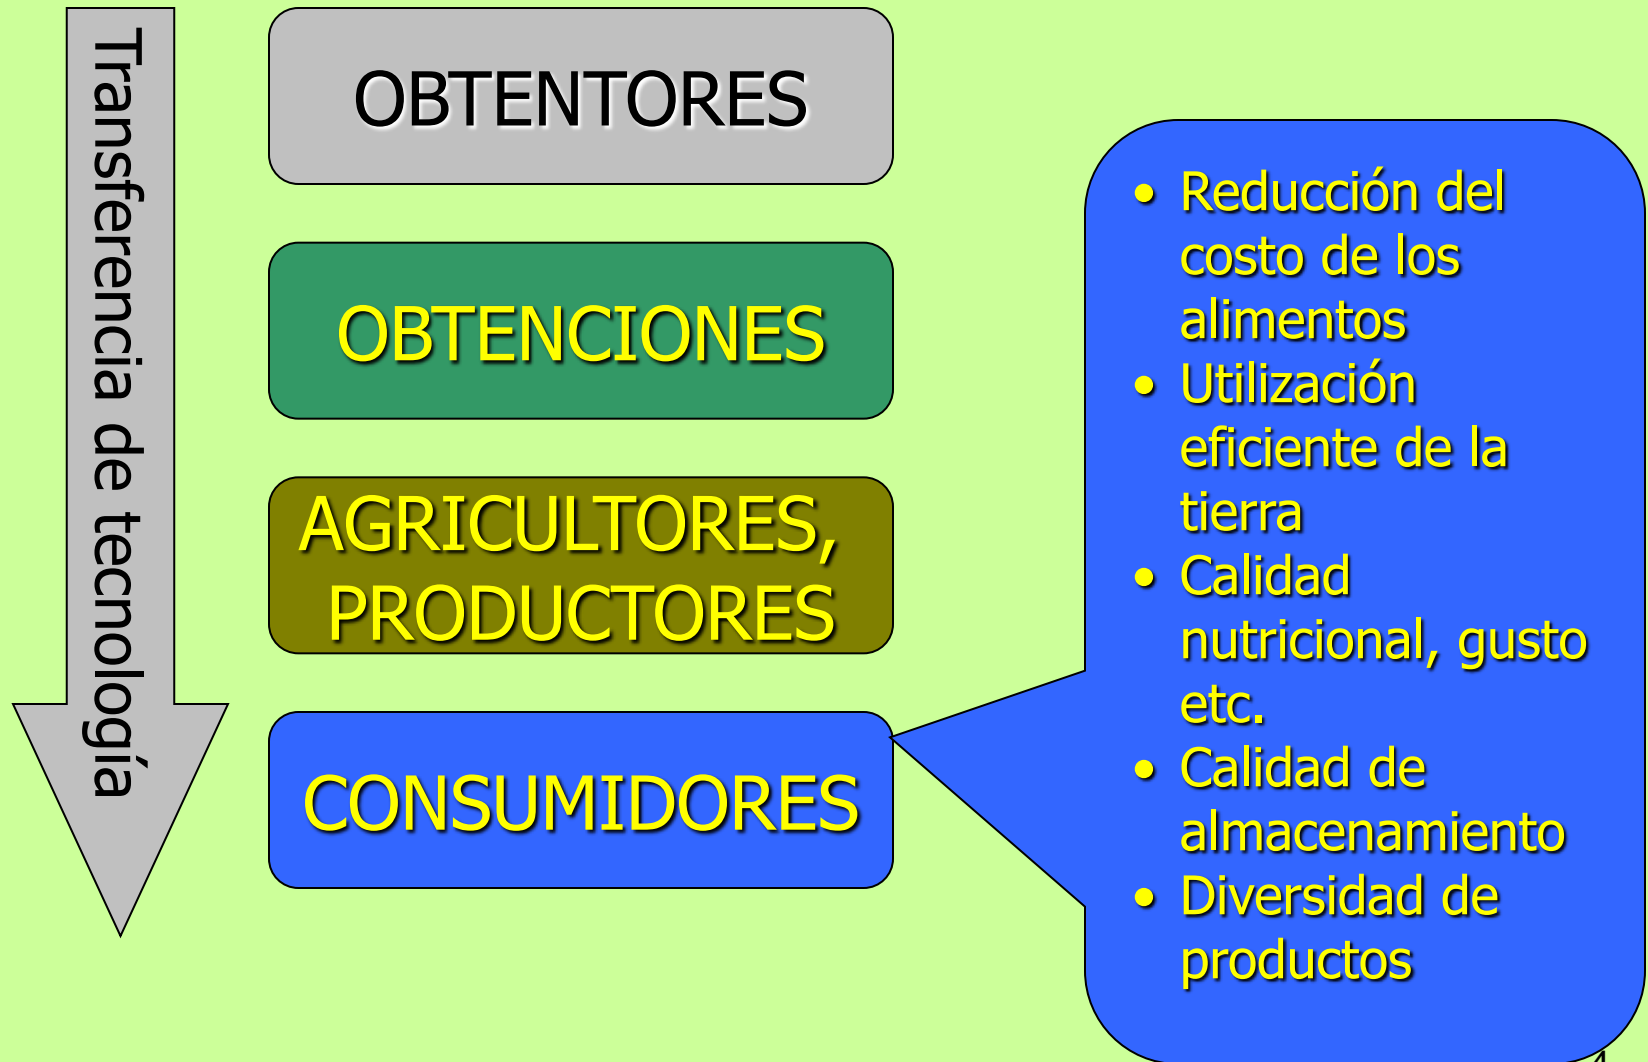 Transferencia de tecnología
OBTENTORES
OBTENCIONES
AGRICULTORES,
PRODUCTORES
CONSUMIDORES
• Reducción del
costo de los
alimentos
• Utilización
eficiente de la
tierra
• Calidad
nutricional, gusto
etc.
• Calidad de
almacenamiento
• Diversidad de
productos